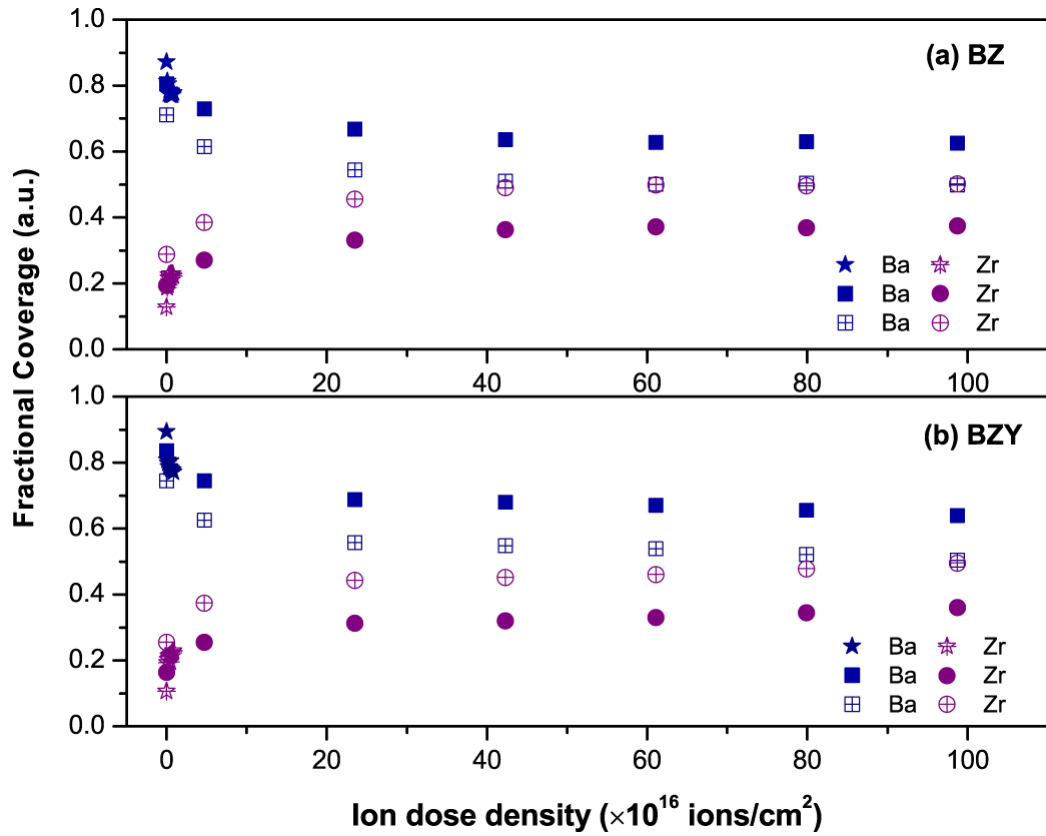 Fractional Coverage (a.u.)
1.0
0.8
0.6
0.4
0.2
0.0
(a) BZ
Ba Zr
Ba Zr
Ba Zr
0 20 40 60 80 100
1.0
0.8
0.6
0.4
0.2
0.0
(b) BZY
Ba Zr
Ba Zr
Ba Zr
0 20 40 60 80 100
Ion dose density (×10¹⁶ ions/cm²)